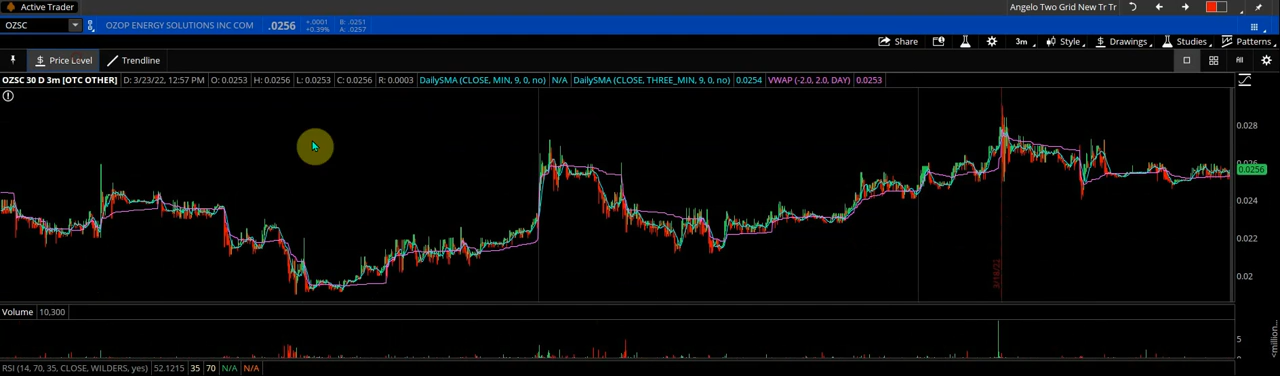 Active Trader Angelo Two Grid New Tr Tr
OZSC OZOP ENERGY SOLUTIONS INC COM .0256 +.0001 B: .0251
+0.39% A: .0257
Share 3m Style Drawings Studies Patterns
$ Price Level Trendline All
OZSC 30 D 3m [OTC OTHER] D: 3/23/22, 12:57 PM O: 0.0253 H: 0.0256 L: 0.0253 C: 0.0256 R: 0.0003 DailySMA (CLOSE, MIN, 9, 0, no) N/A DailySMA (CLOSE, THREE_MIN, 9, 0, no) 0.0254 VWAP (-2.0, 2.0, DAY) 0.0253
0.028
0.026
0.0256
0.024
0.022
0.02
Volume 10,300
5
0
<million...
RSI (14, 70, 35, CLOSE, WILDERS, yes) 52.1215 35 70 N/A N/A